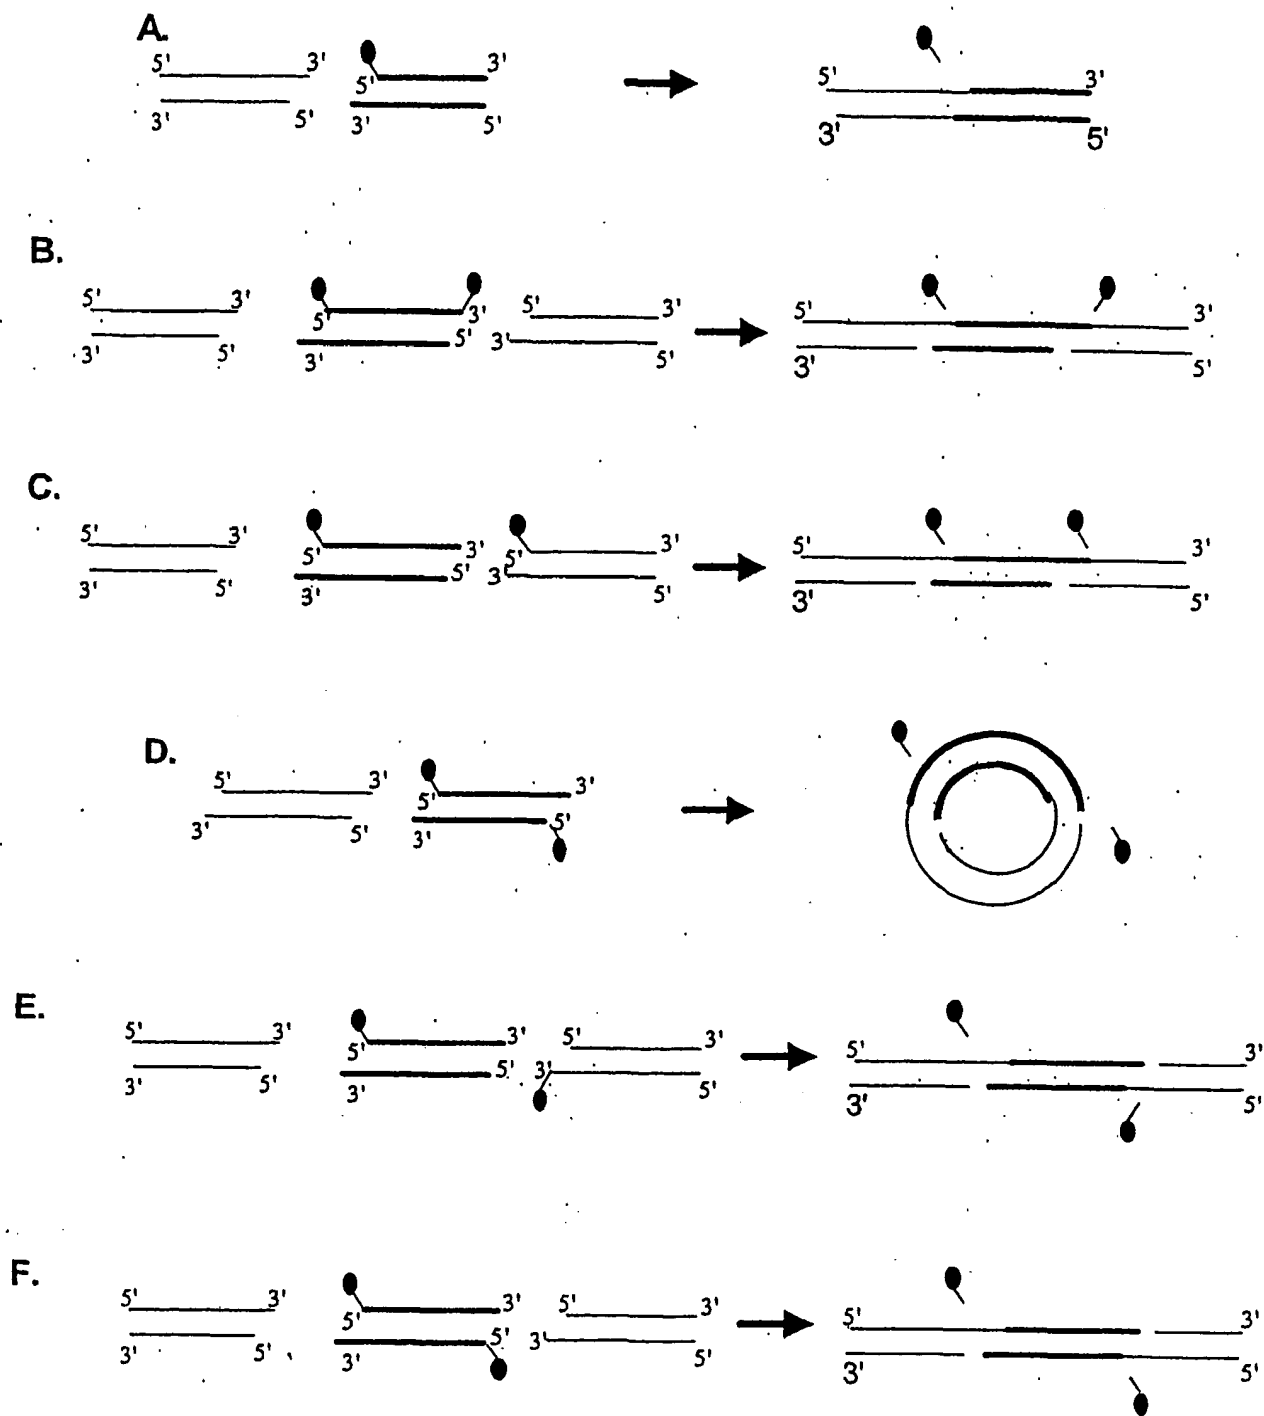 A.
5' 3' 5' 3' 5' 3'
3' 5' 3' 5' 3' 5'
B.
5' 3' 5' 3' 5' 3' 5' 3'
3' 5' 3' 5' 3' 5' 3' 5'
C.
5' 3' 5' 3' 5' 3' 5' 3'
3' 5' 3' 5' 3' 5' 3' 5'
D.
5' 3' 5' 3'
3' 5' 3' 5'
E.
5' 3' 5' 3' 5' 3' 5' 3'
3' 5' 3' 5' 3' 5' 3' 5'
F.
5' 3' 5' 3' 5' 3' 5' 3'
3' 5' 3' 5' 3' 5' 3' 5'